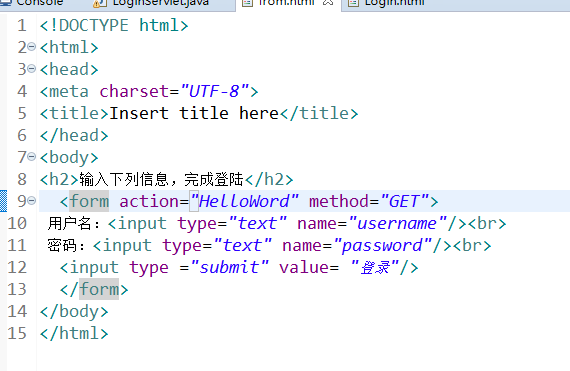 Console LoginServlet.java from.html Login.html
1 <!DOCTYPE html>
2 <html>
3 <head>
4 <meta charset="UTF-8">
5 <title>Insert title here</title>
6 </head>
7 <body>
8 <h2>输入下列信息，完成登陆</h2>
9 <form action="HelloWord" method="GET">
10 用户名：<input type="text" name="username"/><br>
11 密码：<input type="text" name="password"/><br>
12 <input type ="submit" value= "登录"/>
13 </form>
14 </body>
15 </html>